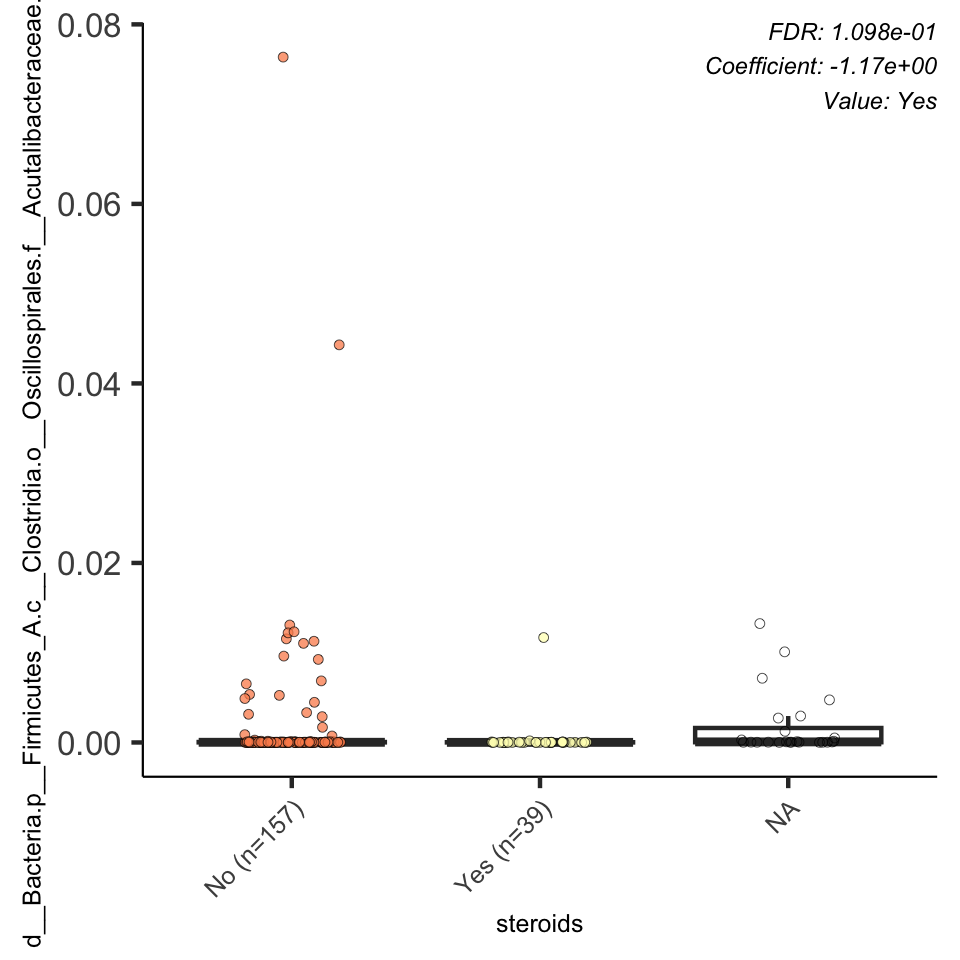 FDR: 1.098e-01
Coefficient: -1.17e+00
Value: Yes
d__Bacteria.p__Firmicutes_A.c__Clostridia.o__Oscillospirales.f__Acutalibacteraceae.
0.08
0.06
0.04
0.02
0.00
No (n=157)
Yes (n=39)
NA
steroids